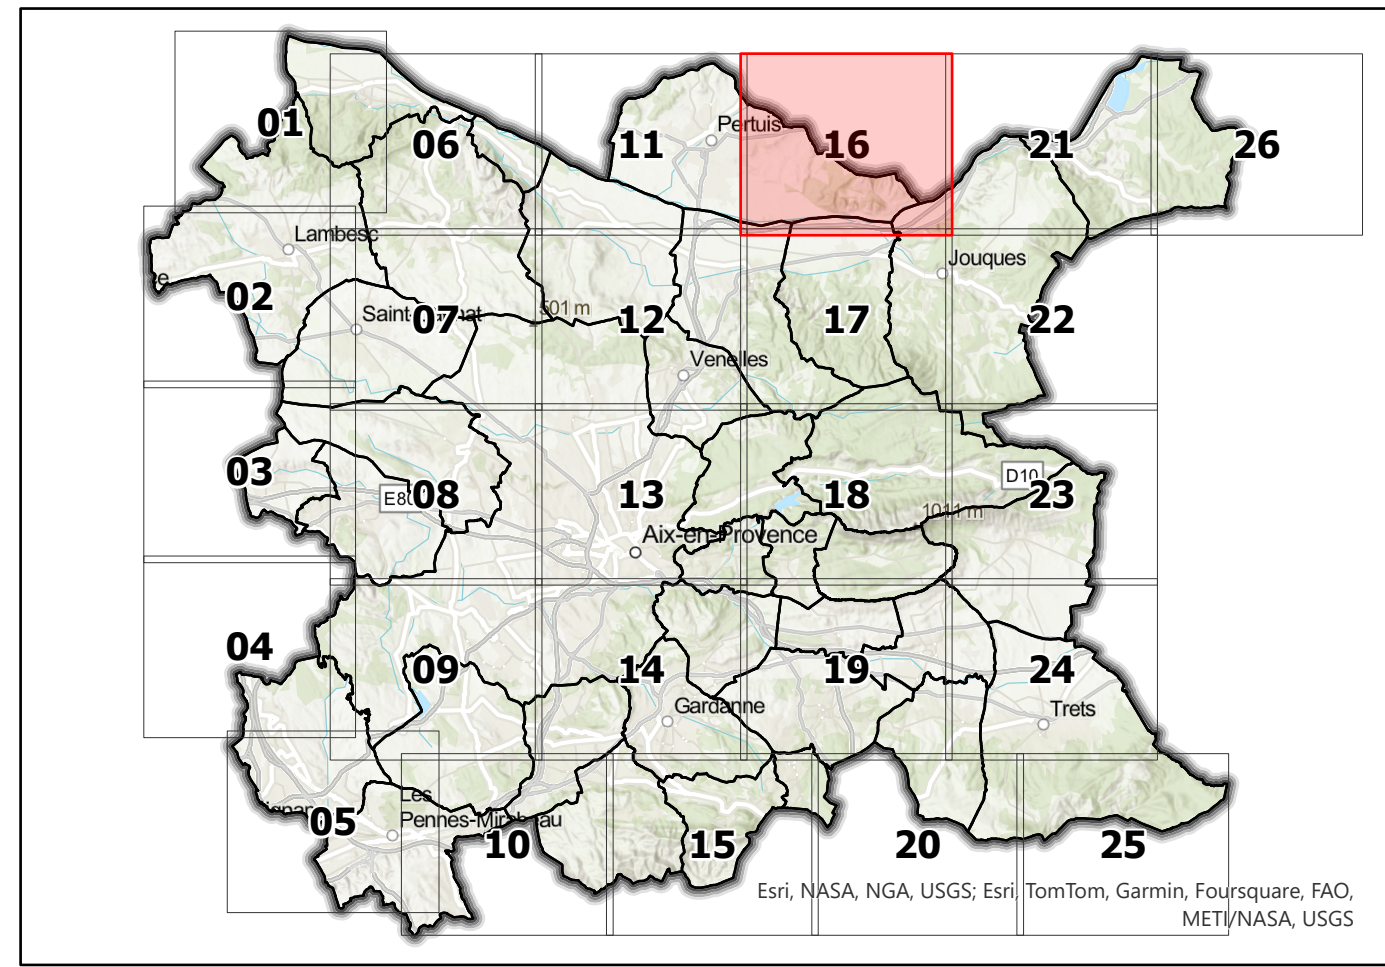 01
06
11
Pertuis
16
21
26
Lambesc
02
07
501 m
12
17
Jouques
22
Venelles
03
E80
08
13
18
D10
23
1011 m
Aix-en-Provence
04
09
14
19
24
Gardanne
Trets
05
Les
Pennes-Mirabeau
10
15
20
25
Esri, NASA, NGA, USGS; Esri, TomTom, Garmin, Foursquare, FAO,
METI/NASA, USGS